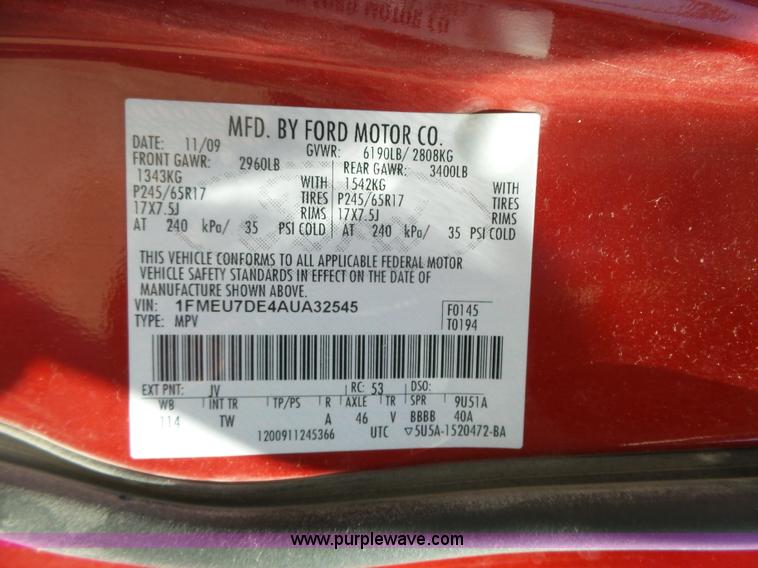 MFD. BY FORD MOTOR CO.
DATE: 11/09 GVWR: 6190LB/ 2808KG
FRONT GAWR: 2960LB REAR GAWR: 3400LB
1343KG WITH 1542KG WITH
P245/65R17 TIRES P245/65R17 TIRES
17X7.5J RIMS 17X7.5J RIMS
AT 240 kPa/ 35 PSI COLD AT 240 kPa/ 35 PSI COLD
THIS VEHICLE CONFORMS TO ALL APPLICABLE FEDERAL MOTOR
VEHICLE SAFETY STANDARDS IN EFFECT ON THE DATE OF
MANUFACTURE SHOWN ABOVE.
VIN: 1FMEU7DE4AUA32545 F0145
TYPE: MPV T0194
EXT PNT: JV RC: 53 DSO:
WB INT TR TP/PS R AXLE TR SPR 9U51A
114 TW A 46 V BBBB 40A
1200911245366 UTC ▽5U5A-1520472-BA
www.purplewave.com